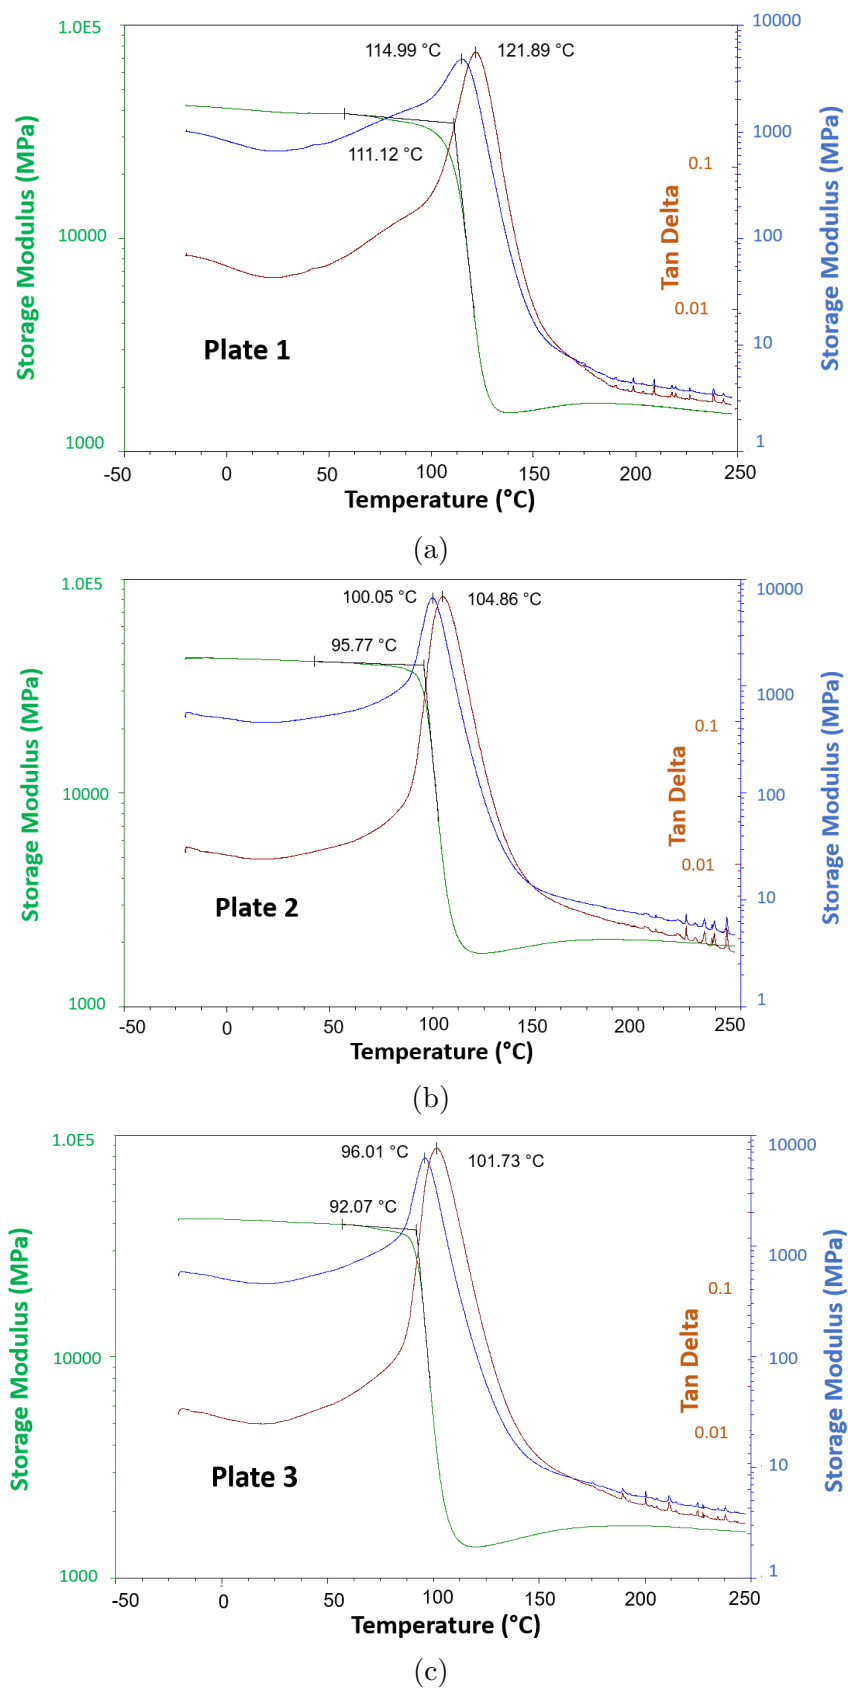 1.0E5
10000
114.99 °C
121.89 °C
1000
0.1
111.12 °C
Storage Modulus (MPa)
Tan Delta
Storage Modulus (MPa)
10000
100
0.01
Plate 1
10
1000
1
-50
0
50
100
150
200
250
Temperature (°C)
(a)
1.0E5
10000
100.05 °C
104.86 °C
95.77 °C
1000
0.1
Storage Modulus (MPa)
Tan Delta
Storage Modulus (MPa)
10000
100
0.01
Plate 2
10
1000
1
-50
0
50
100
150
200
250
Temperature (°C)
(b)
1.0E5
10000
96.01 °C
101.73 °C
92.07 °C
1000
0.1
Storage Modulus (MPa)
Tan Delta
Storage Modulus (MPa)
10000
100
0.01
Plate 3
10
1000
1
-50
0
50
100
150
200
250
Temperature (°C)
(c)